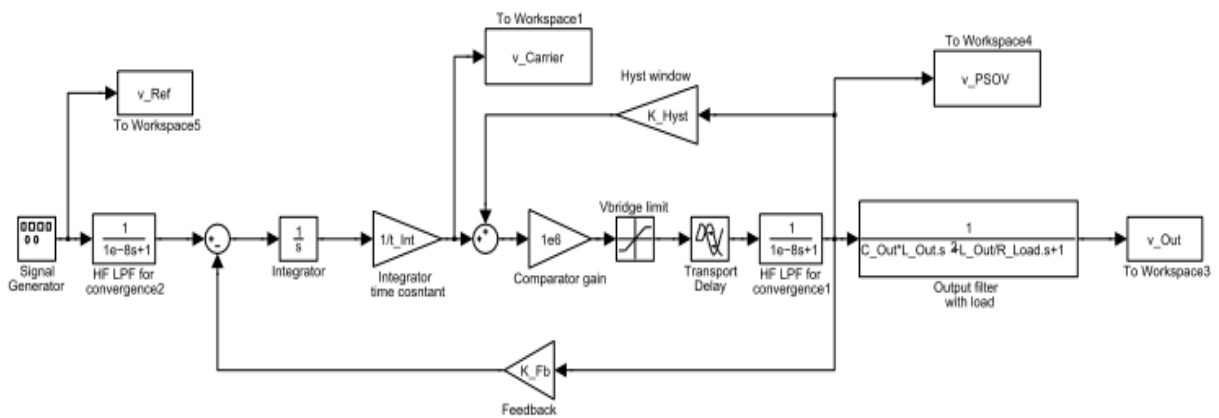 To Workspace1
v_Carrier
To Workspace4
v_PSOV
Hyst window
K_Hyst
v_Ref
To Workspace5
Signal
Generator
1
1e-8s+1
HF LPF for
convergence2
1
s
Integrator
1/t_Int
Integrator
time cosntant
1e6
Comparator gain
Vbridge limit
Transport
Delay
1
1e-8s+1
HF LPF for
convergence1
1
C_Out*L_Out.s2+L_Out/R_Load.s+1
Output filter
with load
v_Out
To Workspace3
K_Fb
Feedback